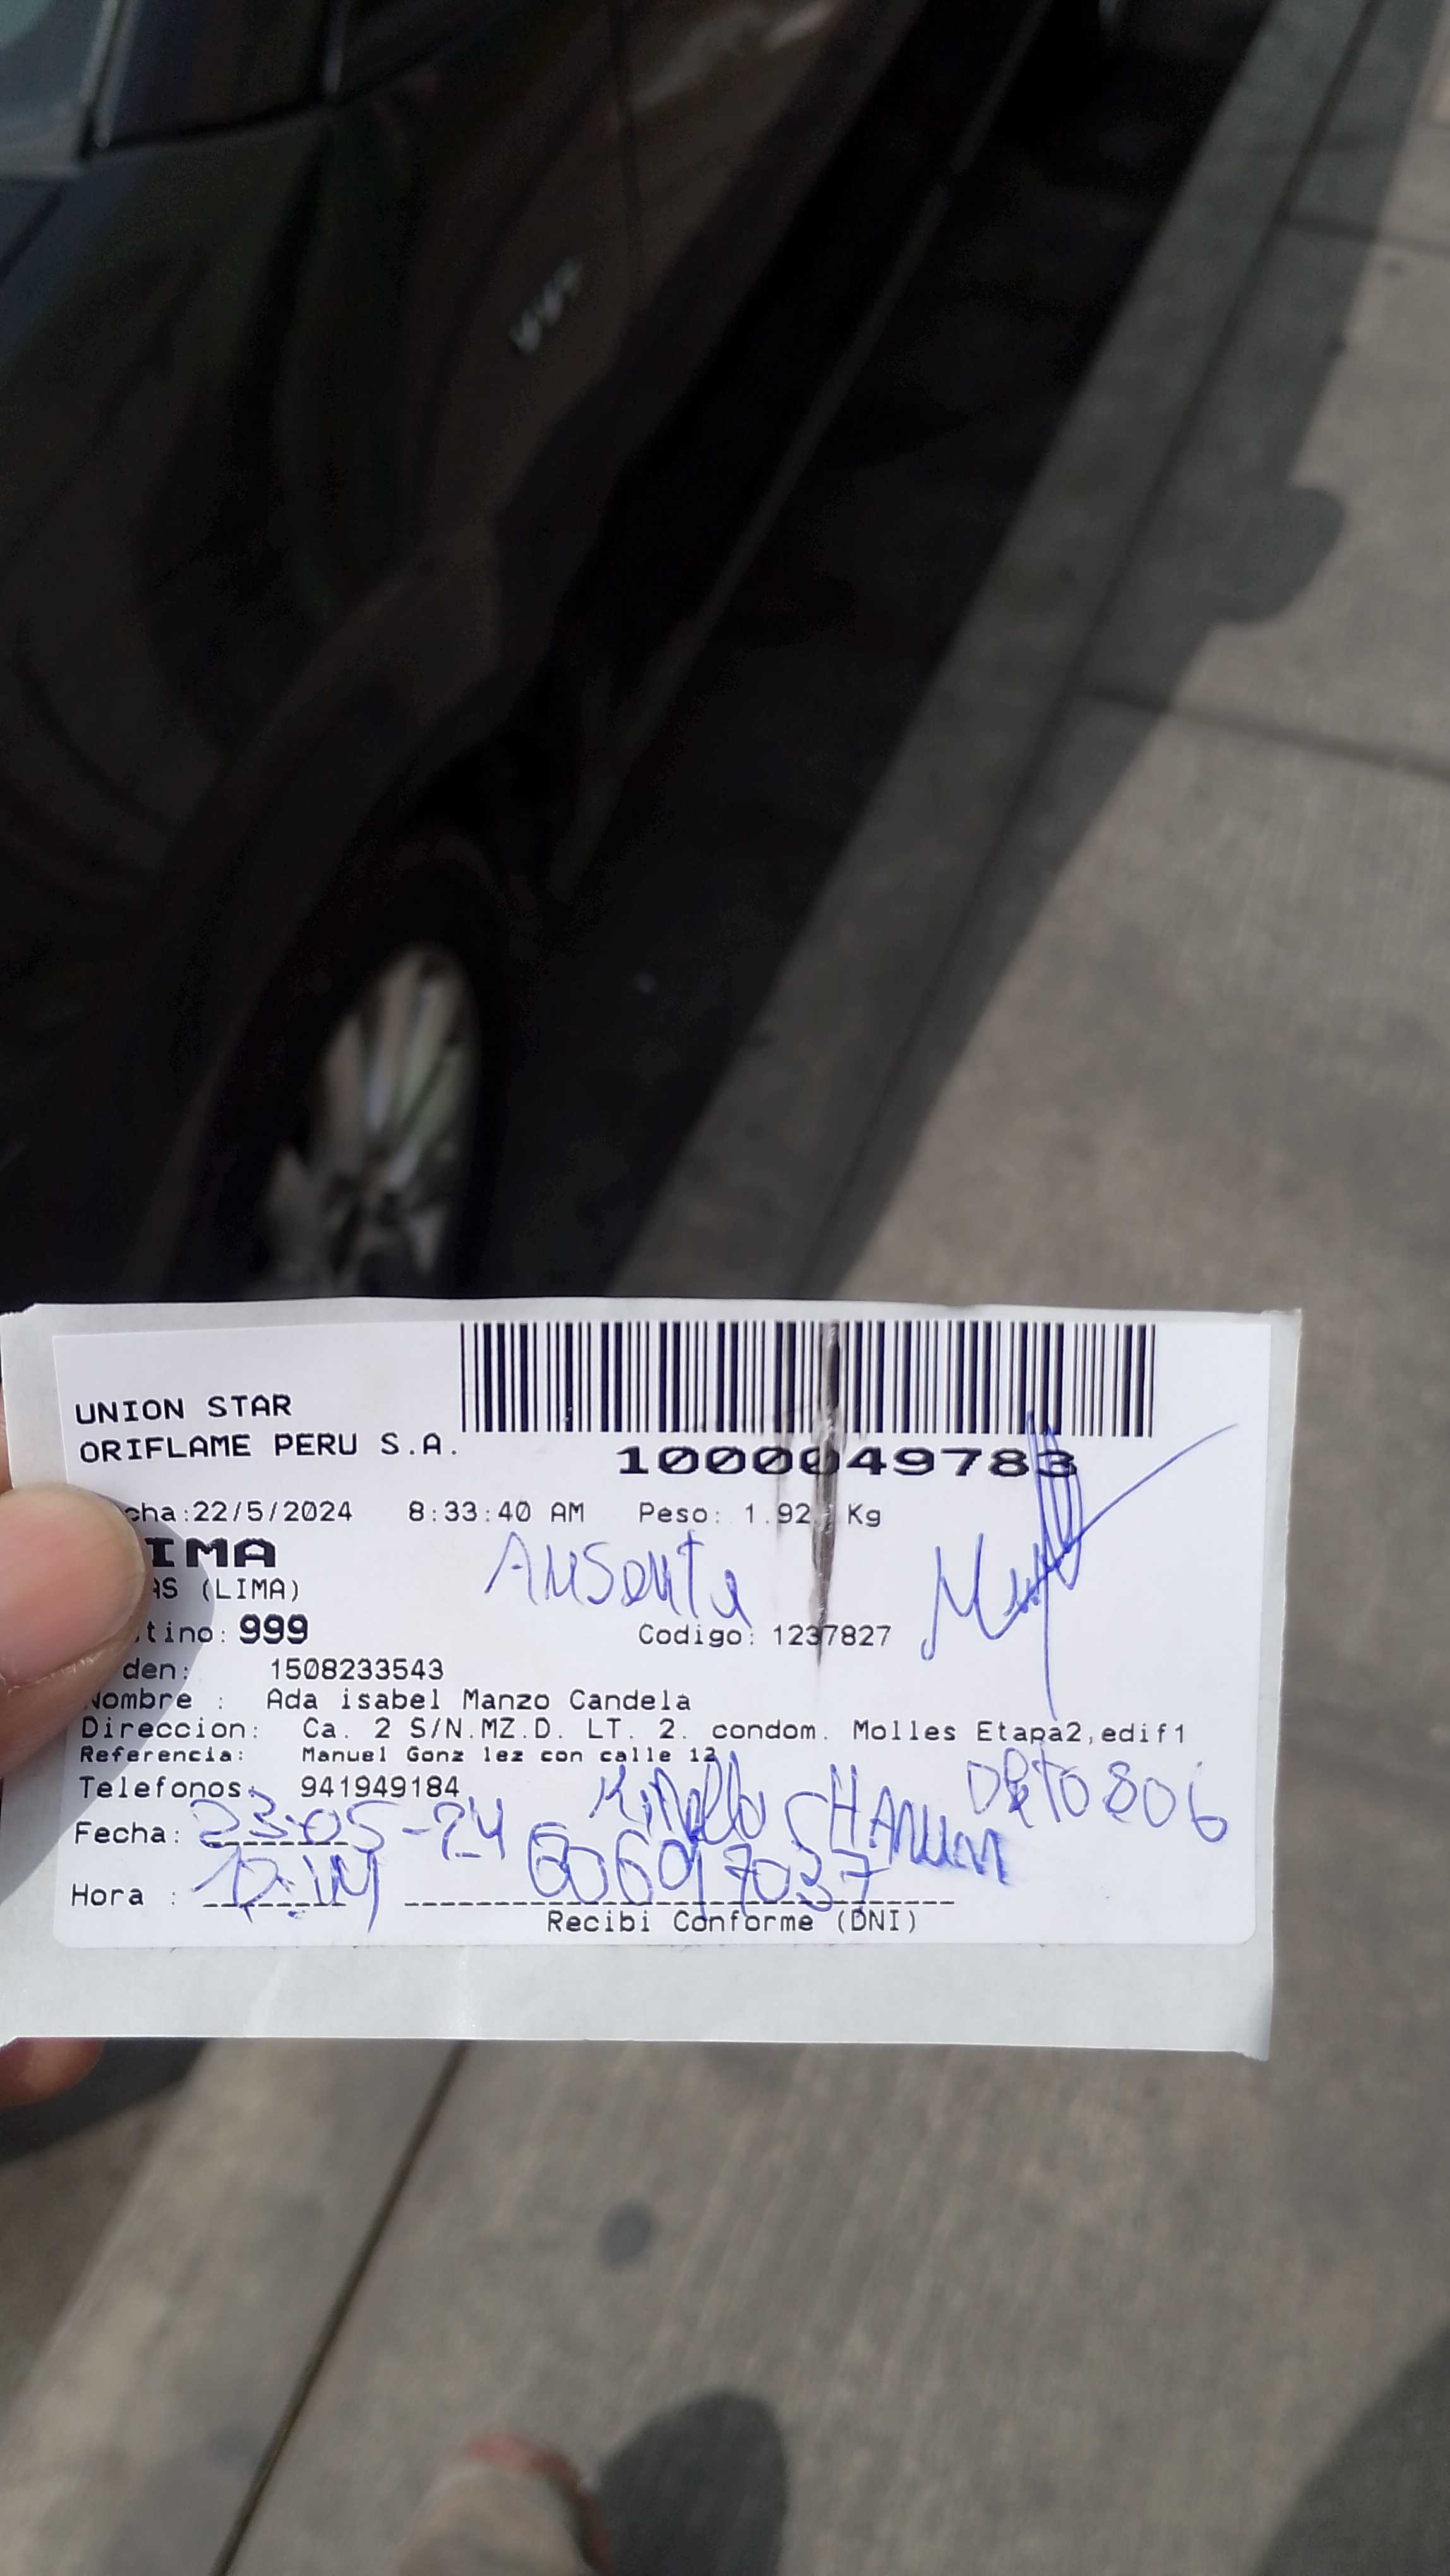 UNION STAR
ORIFLAME PERU S.A.
1000049783
cha:22/5/2024 8:33:40 AM Peso: 1.92 Kg
IMA
AS (LIMA)
Ausente
tino: 999
Codigo: 1237827
den: 1508233543
Nombre : Ada isabel Manzo Candela
Direccion: Ca. 2 S/N.MZ.D. LT. 2. condom. Molles Etapa2,edif1
Referencia: Manuel Gonz lez con calle 12
DPTO 806
Telefonos: 941949184
Fecha: 23-05-24
Hora :
Recibi Conforme (DNI)